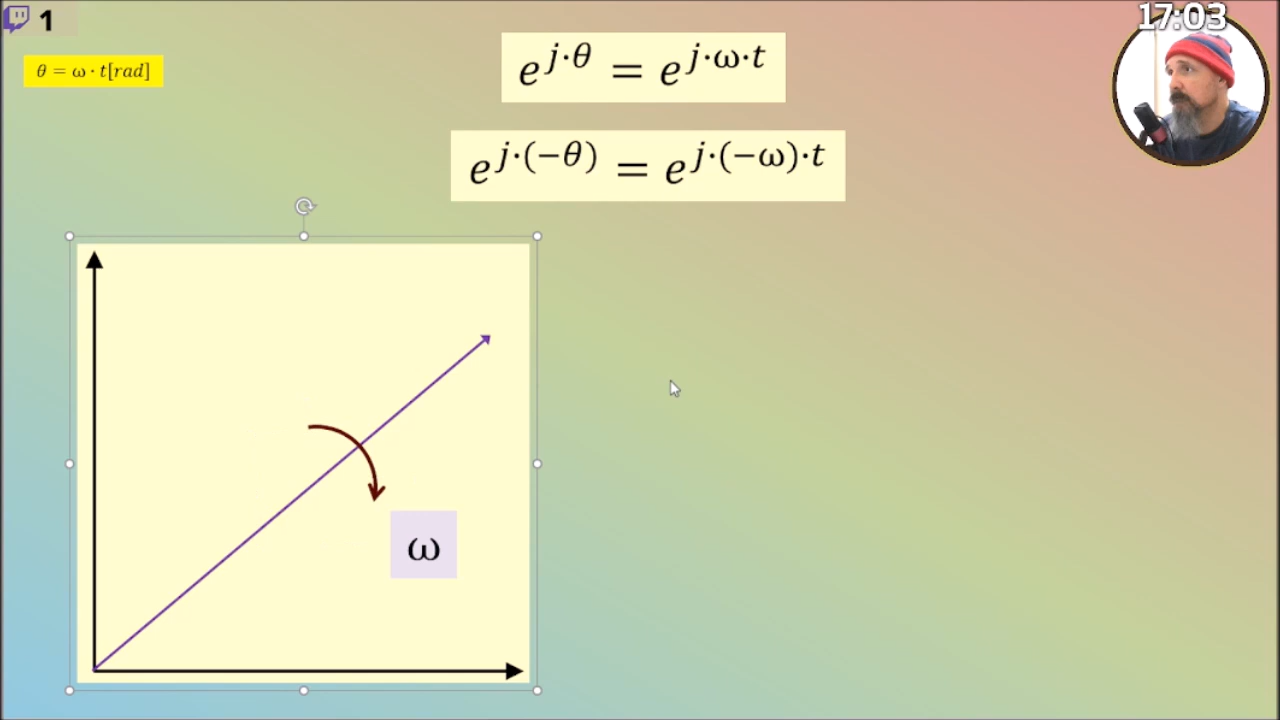 1
17:03
θ = ω · t[rad]
e^{j·θ} = e^{j·ω·t}
e^{j·(−θ)} = e^{j·(−ω)·t}
ω